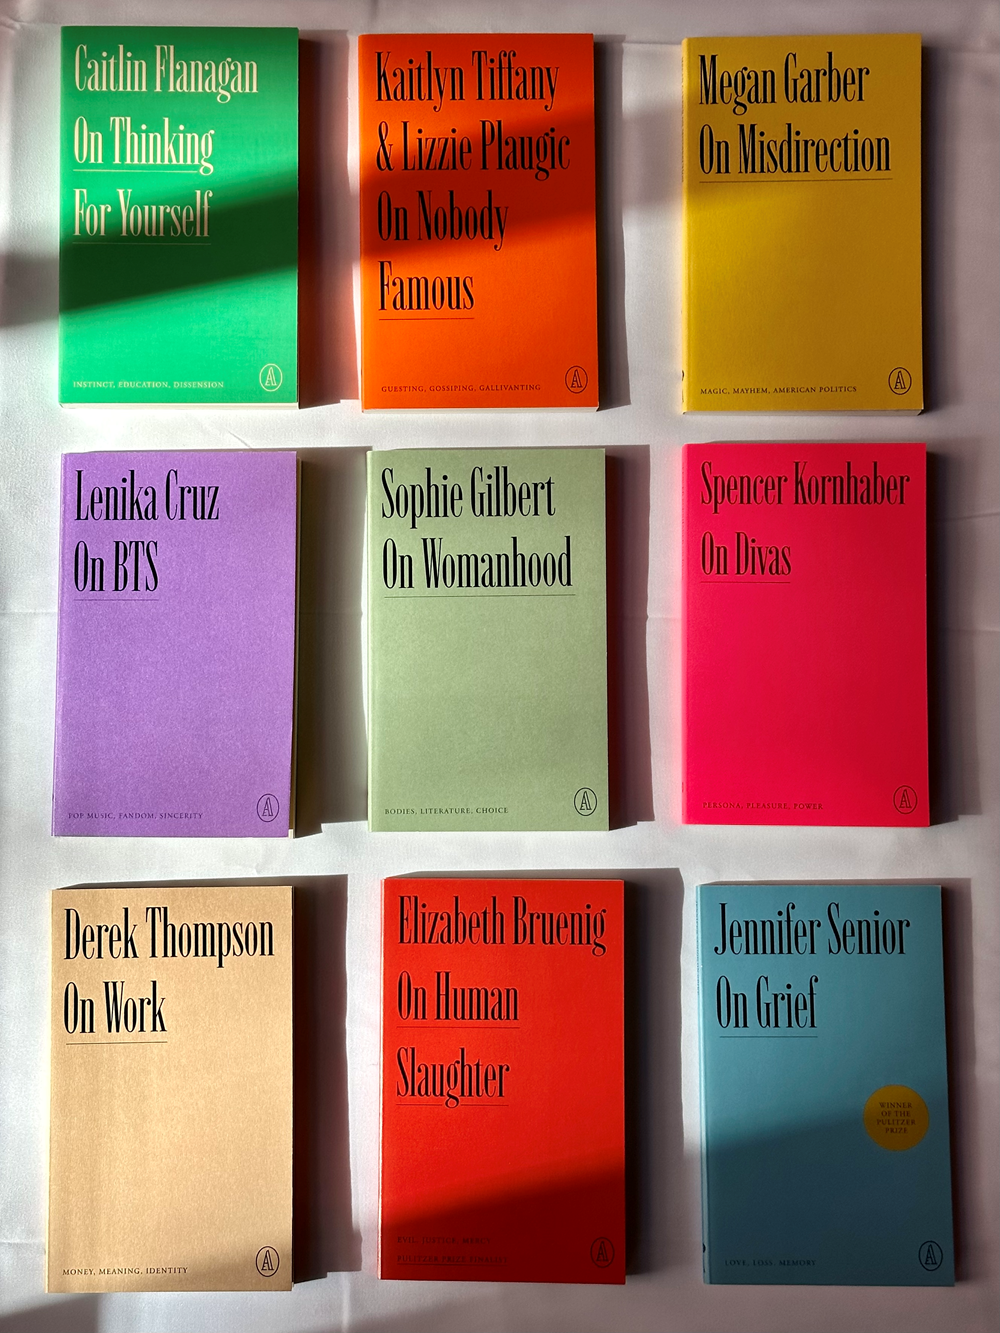 Caitlin Flanagan
On Thinking
For Yourself
INSTINCT, EDUCATION, DISSENSION
A
Kaitlyn Tiffany
& Lizzie Plaugic
On Nobody
Famous
GUESTING, GOSSIPING, GALLIVANTING
A
Megan Garber
On Misdirection
MAGIC, MAYHEM, AMERICAN POLITICS
A
Lenika Cruz
On BTS
POP MUSIC, FANDOM, SINCERITY
A
Sophie Gilbert
On Womanhood
BODIES, LITERATURE, CHOICE
A
Spencer Kornhaber
On Divas
PERSONA, PLEASURE, POWER
A
Derek Thompson
On Work
MONEY, MEANING, IDENTITY
A
Elizabeth Bruenig
On Human
Slaughter
EVIL, JUSTICE, MERCY
PULITZER PRIZE FINALIST
A
Jennifer Senior
On Grief
WINNER
OF THE
PULITZER
PRIZE
LOVE, LOSS, MEMORY
A